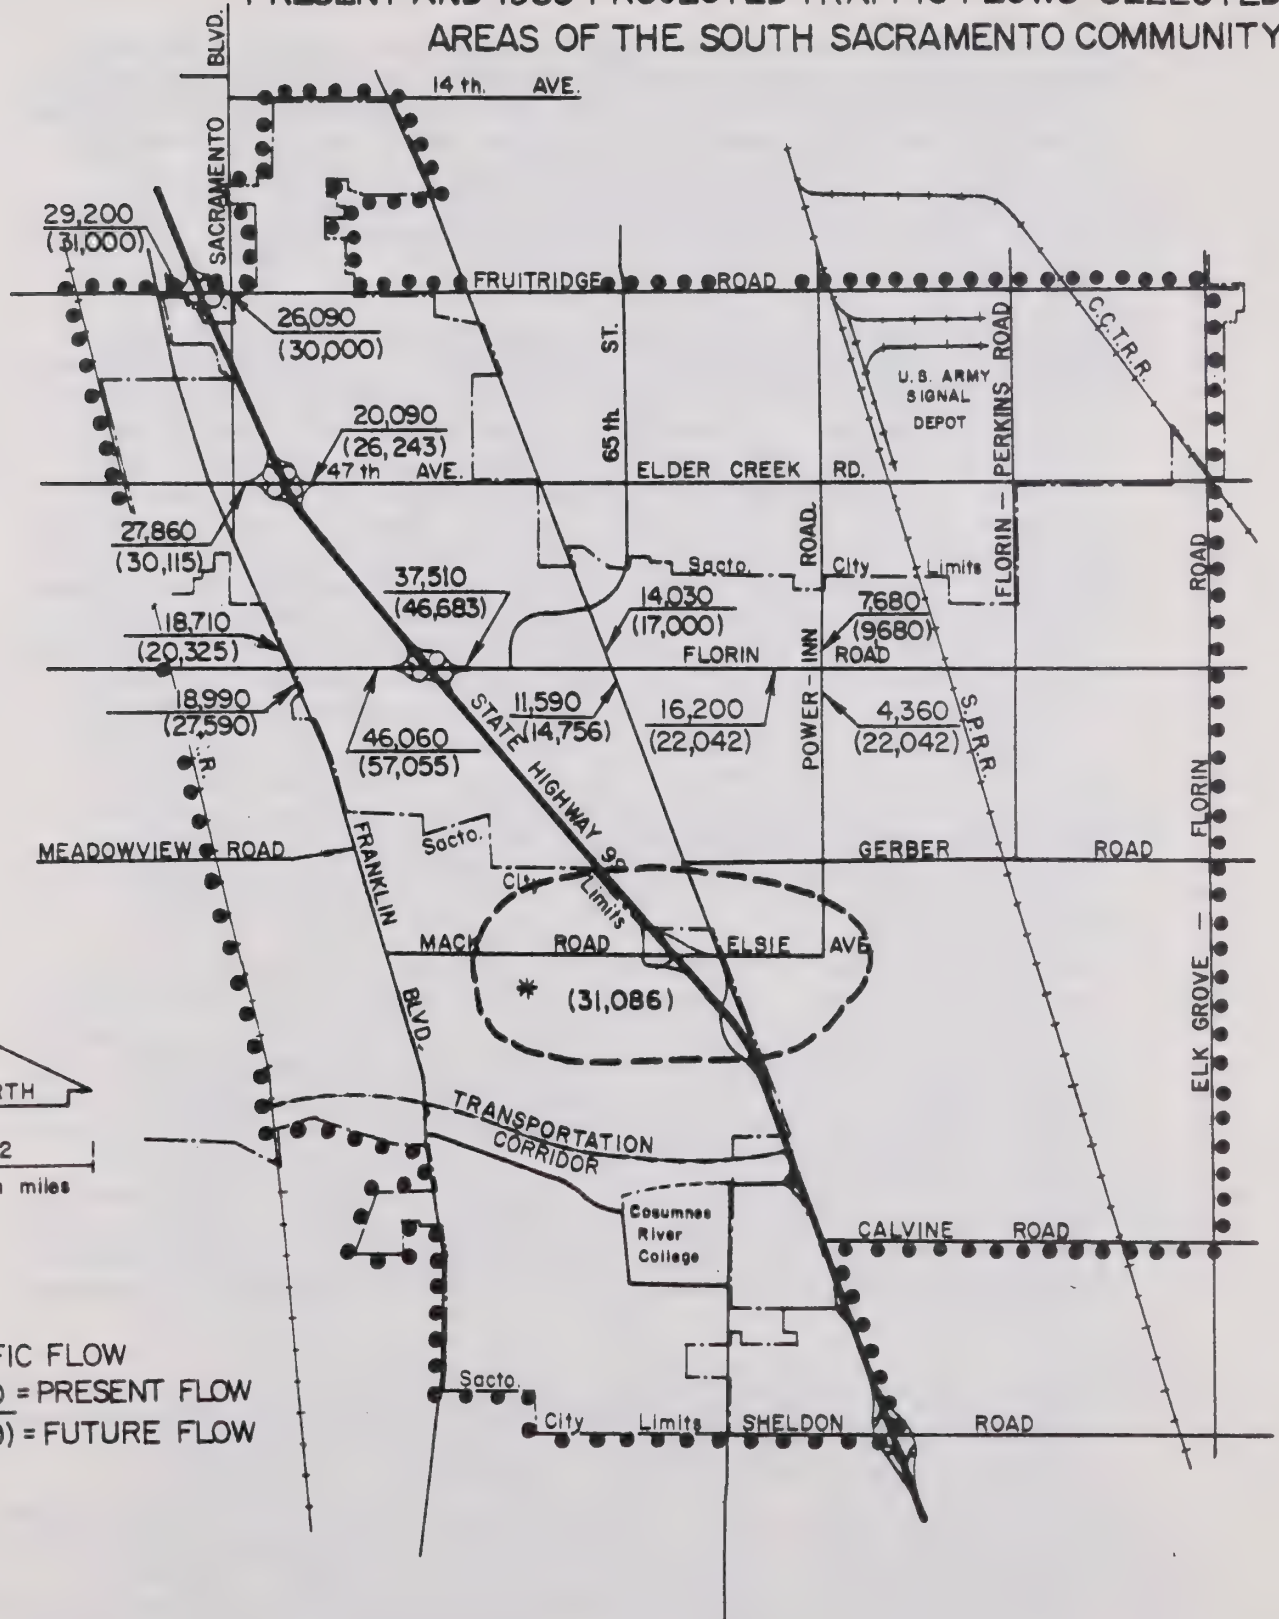 AREAS OF THE SOUTH SACRAMENTO COMMUNITY
14 th. AVE.
SACRAMENTO BLVD.
29,200
(31,000)
FRUITRIDGE ROAD
26,090
(30,000)
65th. ST.
U.S. ARMY
SIGNAL
DEPOT
FLORIN - PERKINS ROAD
C.C.T.R.R.
20,090
(26,243)
47 th AVE.
ELDER CREEK RD.
27,860
(30,115)
Sacto. City Limits
37,510
(46,683)
14,030
(17,000)
7,680
(9680)
18,710
(20,325)
FLORIN ROAD
POWER-INN ROAD.
18,990
(27,590)
R.
46,060
(57,055)
11,590
(14,756)
16,200
(22,042)
4,360
(22,042)
S.P.R.R.
STATE HIGHWAY 99
MEADOWVIEW ROAD
FRANKLIN BLVD.
Sacto.
City
Limits
GERBER ROAD
ELK GROVE - FLORIN ROAD
MACK ROAD
ELSIE AVE
* (31,086)
RTH
2
miles
TRANSPORTATION
CORRIDOR
Cosumnes
River
College
CALVINE ROAD
FIC FLOW
) = PRESENT FLOW
0) = FUTURE FLOW
Sacto.
City Limits
SHELDON ROAD